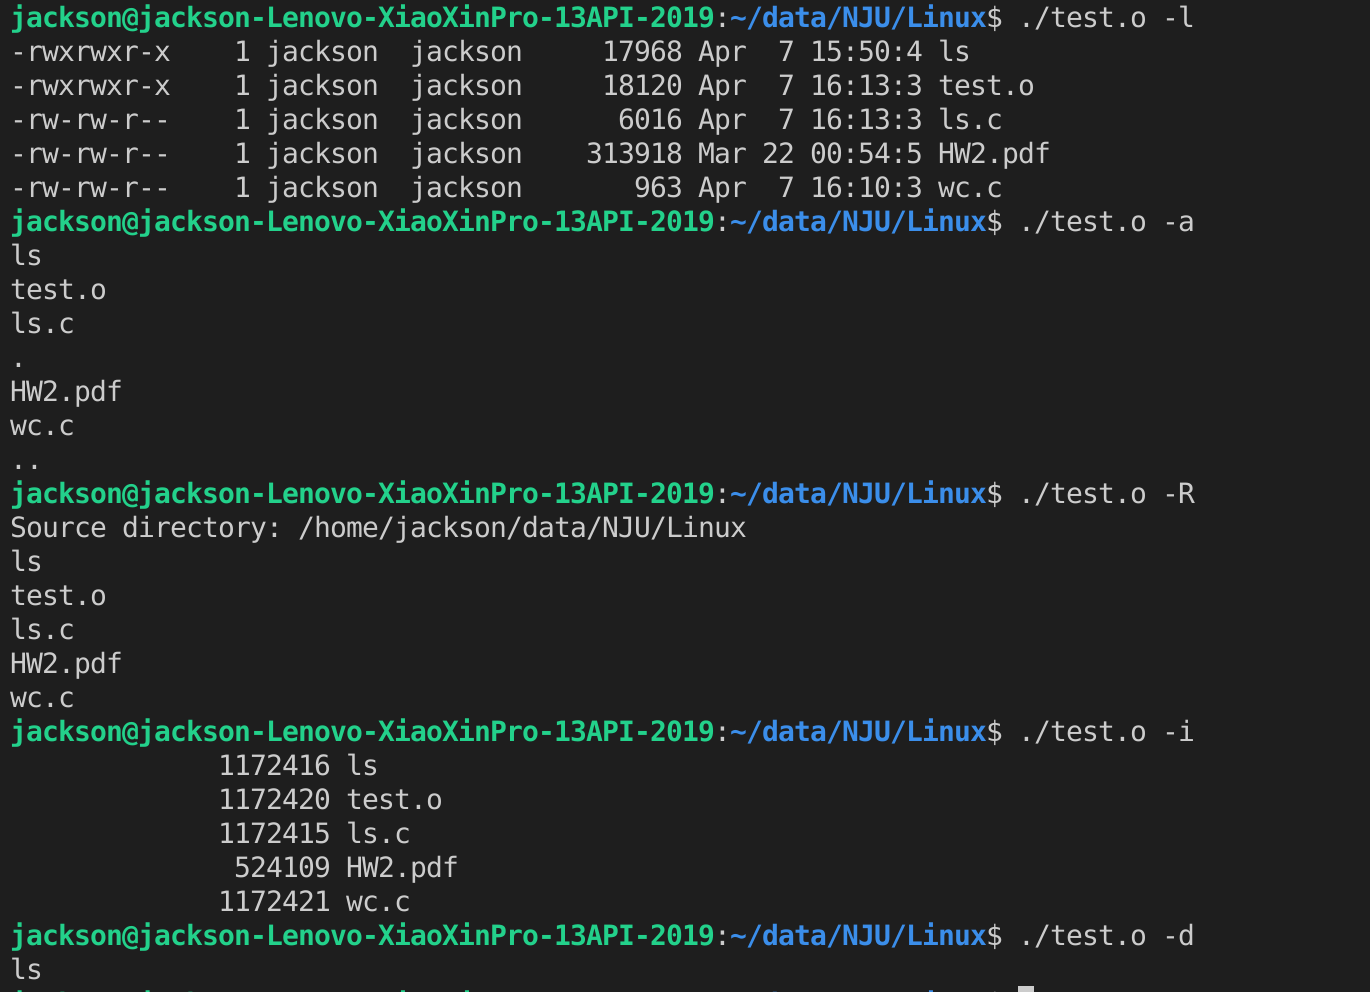 jackson@jackson-Lenovo-XiaoXinPro-13API-2019:~/data/NJU/Linux$ ./test.o -l
-rwxrwxr-x    1 jackson  jackson     17968 Apr  7 15:50:4 ls
-rwxrwxr-x    1 jackson  jackson     18120 Apr  7 16:13:3 test.o
-rw-rw-r--    1 jackson  jackson      6016 Apr  7 16:13:3 ls.c
-rw-rw-r--    1 jackson  jackson    313918 Mar 22 00:54:5 HW2.pdf
-rw-rw-r--    1 jackson  jackson       963 Apr  7 16:10:3 wc.c
jackson@jackson-Lenovo-XiaoXinPro-13API-2019:~/data/NJU/Linux$ ./test.o -a
ls
test.o
ls.c
.
HW2.pdf
wc.c
..
jackson@jackson-Lenovo-XiaoXinPro-13API-2019:~/data/NJU/Linux$ ./test.o -R
Source directory: /home/jackson/data/NJU/Linux
ls
test.o
ls.c
HW2.pdf
wc.c
jackson@jackson-Lenovo-XiaoXinPro-13API-2019:~/data/NJU/Linux$ ./test.o -i
             1172416 ls
             1172420 test.o
             1172415 ls.c
              524109 HW2.pdf
             1172421 wc.c
jackson@jackson-Lenovo-XiaoXinPro-13API-2019:~/data/NJU/Linux$ ./test.o -d
ls